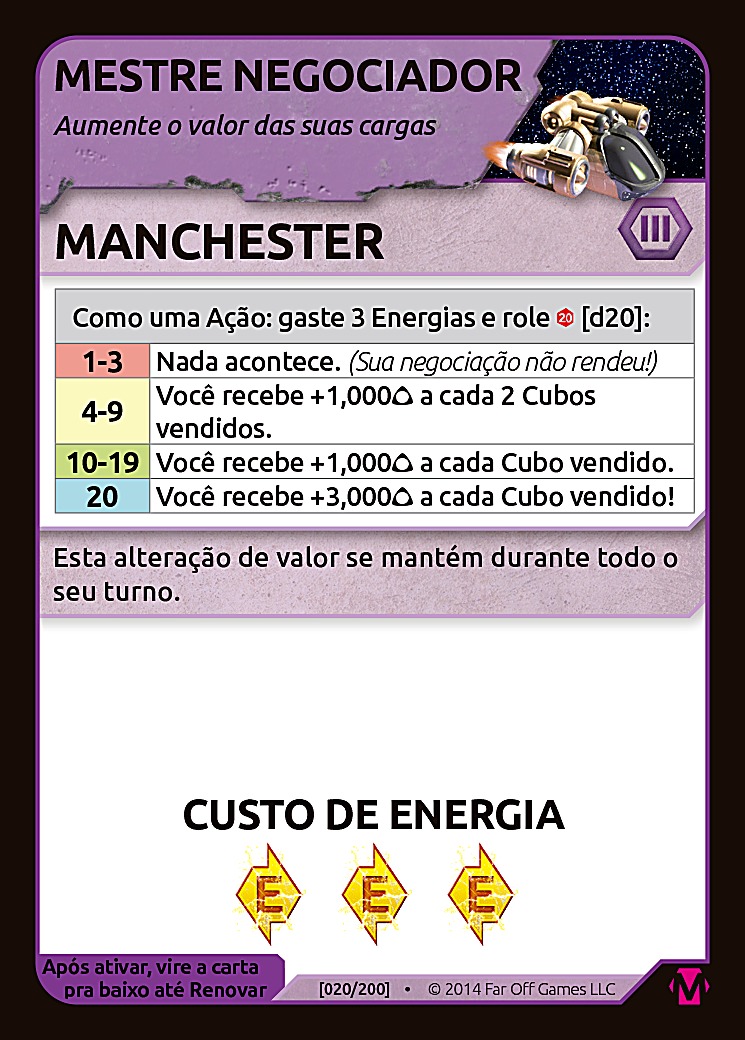 MESTRE NEGOCIADOR
Aumente o valor das suas cargas
MANCHESTER
III
Como uma Ação: gaste 3 Energias e role 20 [d20]:
1-3 Nada acontece. (Sua negociação não rendeu!)
4-9 Você recebe +1,000 a cada 2 Cubos
vendidos.
10-19 Você recebe +1,000 a cada Cubo vendido.
20 Você recebe +3,000 a cada Cubo vendido!
Esta alteração de valor se mantém durante todo o
seu turno.
CUSTO DE ENERGIA
E E E
Após ativar, vire a carta
pra baixo até Renovar
[020/200] • © 2014 Far Off Games LLC
M